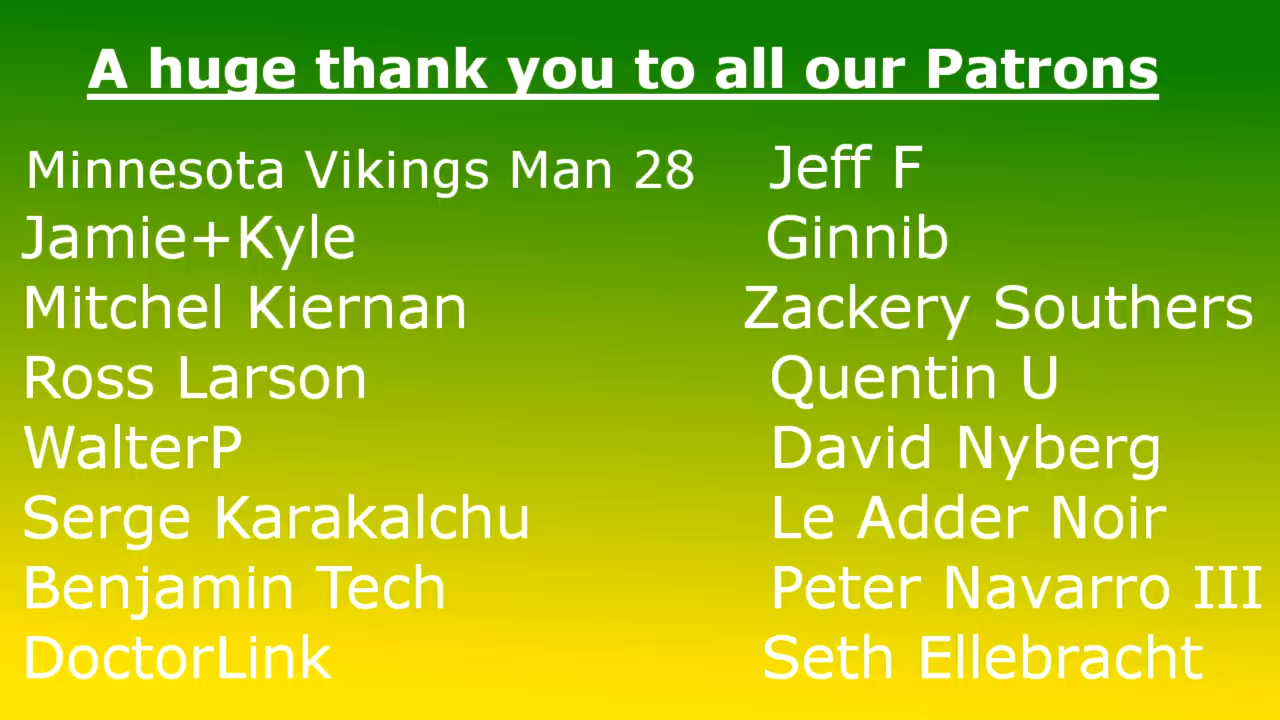 A huge thank you to all our Patrons
Minnesota Vikings Man 28
Jamie+Kyle
Mitchel Kiernan
Ross Larson
WalterP
Serge Karakalchu
Benjamin Tech
DoctorLink
Jeff F
Ginnib
Zackery Southers
Quentin U
David Nyberg
Le Adder Noir
Peter Navarro III
Seth Ellebracht